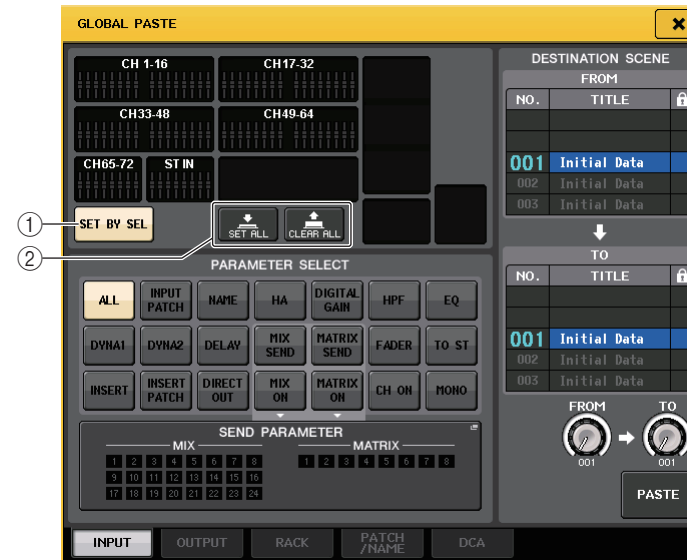 GLOBAL PASTE
CH 1-16
CH17-32
CH33-48
CH49-64
CH65-72
ST IN
①
SET BY SEL
②
SET ALL
CLEAR ALL
PARAMETER SELECT
ALL
INPUT PATCH
NAME
HA
DIGITAL GAIN
HPF
EQ
DYNA1
DYNA2
DELAY
MIX SEND
MATRIX SEND
FADER
TO ST
INSERT
INSERT PATCH
DIRECT OUT
MIX ON
MATRIX ON
CH ON
MONO
SEND PARAMETER
MIX
MATRIX
1 2 3 4 5 6 7 8
1 2 3 4 5 6 7 8
9 10 11 12 13 14 15 16
17 18 19 20 21 22 23 24
INPUT
OUTPUT
RACK
PATCH /NAME
DCA
DESTINATION SCENE
FROM
NO. TITLE
001 Initial Data
002 Initial Data
003 Initial Data
TO
NO. TITLE
001 Initial Data
002 Initial Data
003 Initial Data
FROM
TO
001
001
PASTE